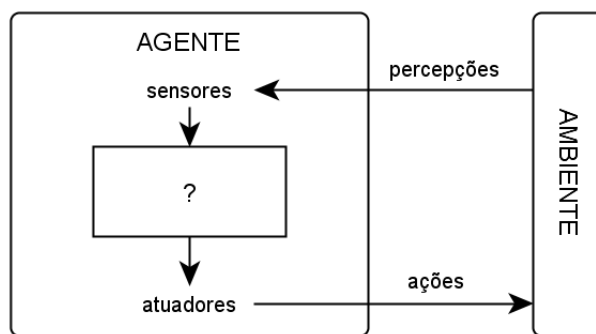 AGENTE
percepções
sensores
?
AMBIENTE
ações
atuadores